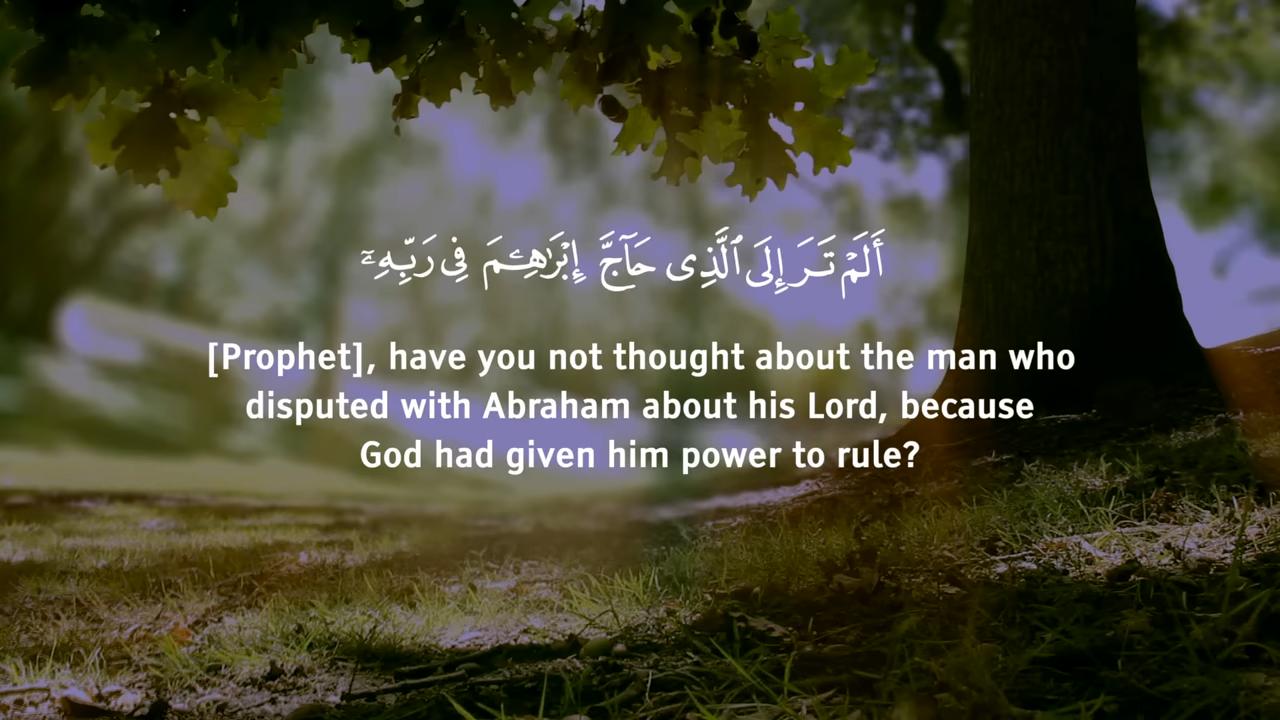 أَلَمْ تَرَ إِلَى ٱلَّذِى حَآجَّ إِبْرَٰهِـۧمَ فِى رَبِّهِۦٓ
[Prophet], have you not thought about the man who
disputed with Abraham about his Lord, because
God had given him power to rule?